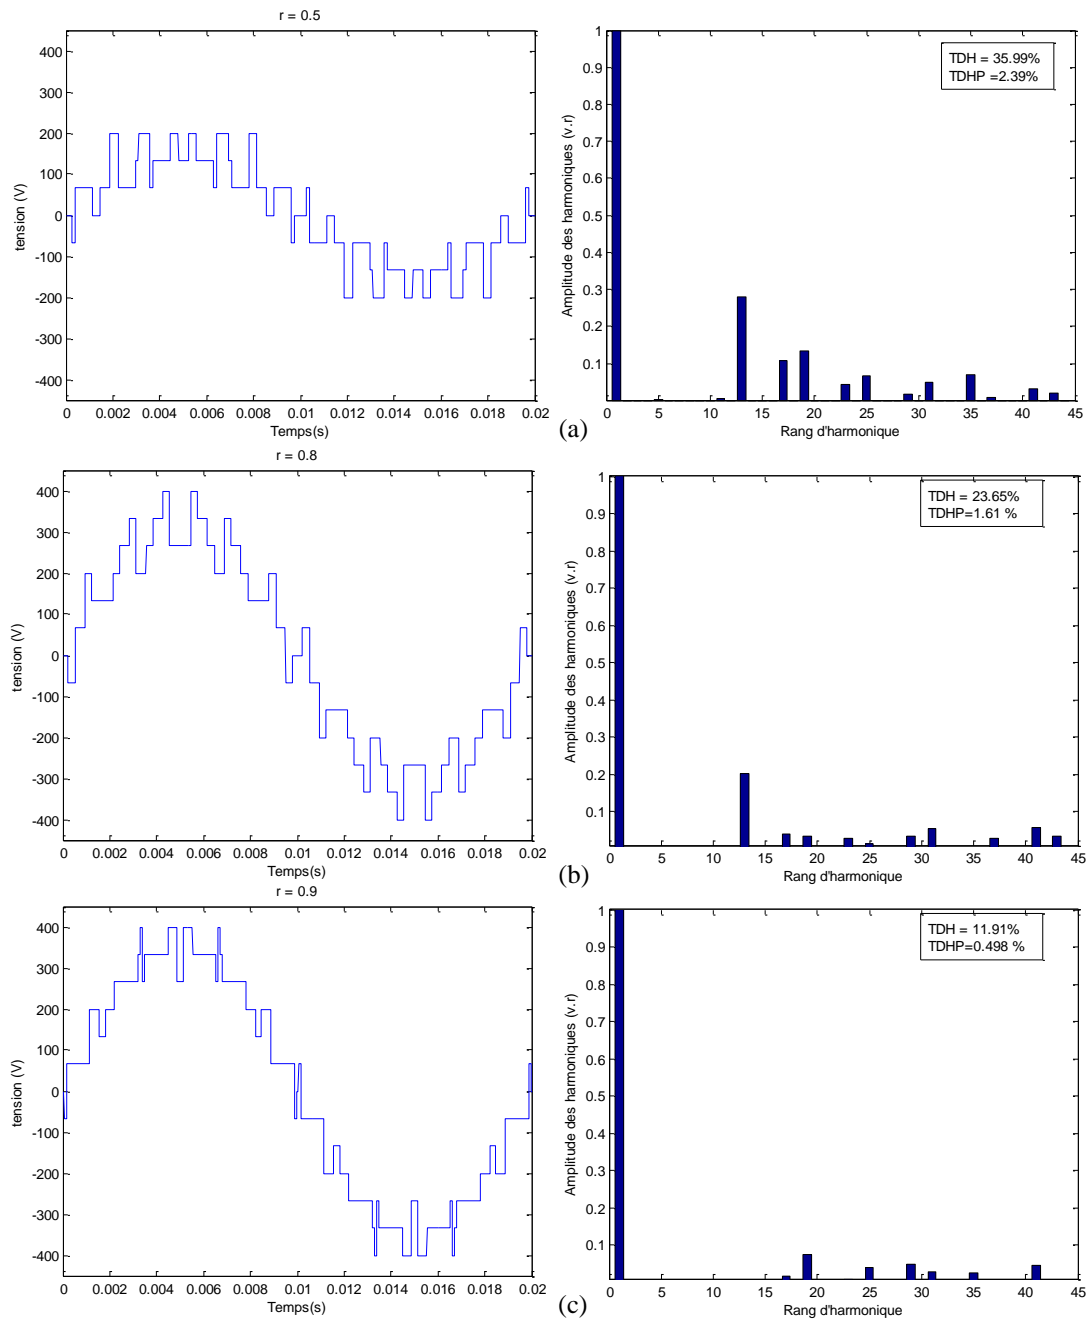 r = 0.5
400
300
200
100
0
-100
-200
-300
-400
tension (V)
0 0.002 0.004 0.006 0.008 0.01 0.012 0.014 0.016 0.018 0.02
Temps(s)
1
0.9
0.8
0.7
0.6
0.5
0.4
0.3
0.2
0.1
Amplitude des harmoniques (v.r)
TDH = 35.99%
TDHP =2.39%
0 5 10 15 20 25 30 35 40 45
Rang d'harmonique
(a)
r = 0.8
400
300
200
100
0
-100
-200
-300
-400
tension (V)
0 0.002 0.004 0.006 0.008 0.01 0.012 0.014 0.016 0.018 0.02
Temps(s)
1
0.9
0.8
0.7
0.6
0.5
0.4
0.3
0.2
0.1
Amplitude des harmoniques (v.r)
TDH = 23.65%
TDHP=1.61 %
0 5 10 15 20 25 30 35 40 45
Rang d'harmonique
(b)
r = 0.9
400
300
200
100
0
-100
-200
-300
-400
tension (V)
0 0.002 0.004 0.006 0.008 0.01 0.012 0.014 0.016 0.018 0.02
Temps(s)
1
0.9
0.8
0.7
0.6
0.5
0.4
0.3
0.2
0.1
Amplitude des harmoniques (v.r)
TDH = 11.91%
TDHP=0.498 %
0 5 10 15 20 25 30 35 40 45
Rang d'harmonique
(c)